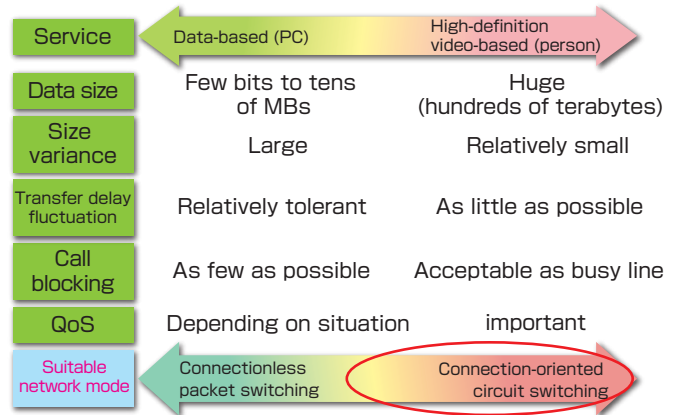 Service
Data-based (PC)
High-definition
video-based (person)
Data size
Few bits to tens
of MBs
Huge
(hundreds of terabytes)
Size
variance
Large
Relatively small
Transfer delay
fluctuation
Relatively tolerant
As little as possible
Call
blocking
As few as possible
Acceptable as busy line
QoS
Depending on situation
important
Suitable
network mode
Connectionless
packet switching
Connection-oriented
circuit switching